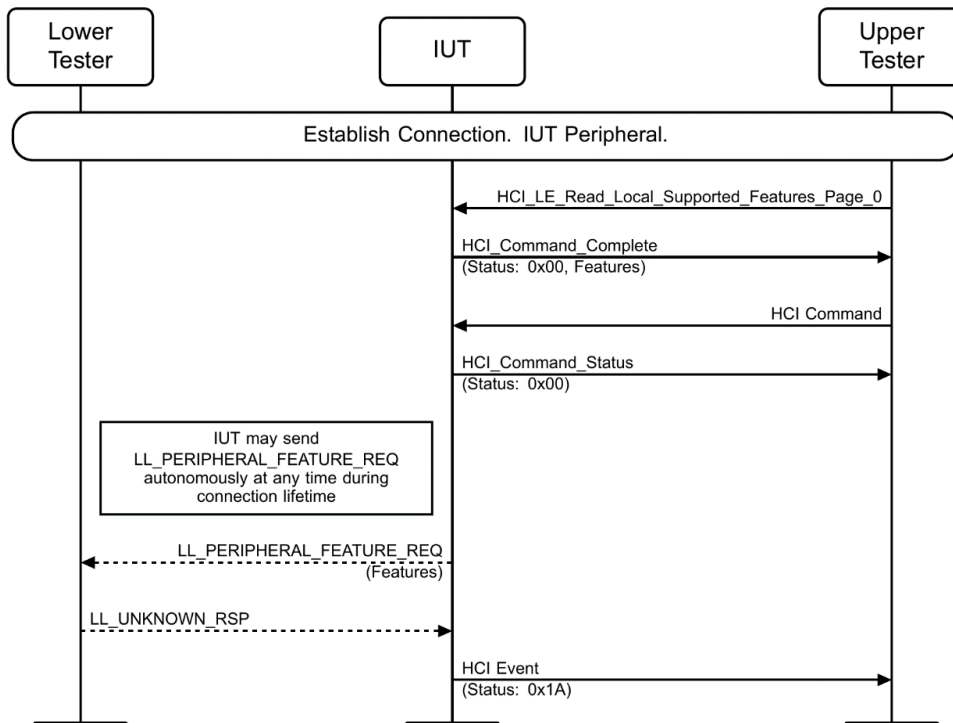 Lower
Tester
IUT
Upper
Tester
Establish Connection. IUT Peripheral.
HCI_LE_Read_Local_Supported_Features_Page_0
HCI_Command_Complete
(Status: 0x00, Features)
HCI Command
HCI_Command_Status
(Status: 0x00)
IUT may send
LL_PERIPHERAL_FEATURE_REQ
autonomously at any time during
connection lifetime
LL_PERIPHERAL_FEATURE_REQ
(Features)
LL_UNKNOWN_RSP
HCI Event
(Status: 0x1A)